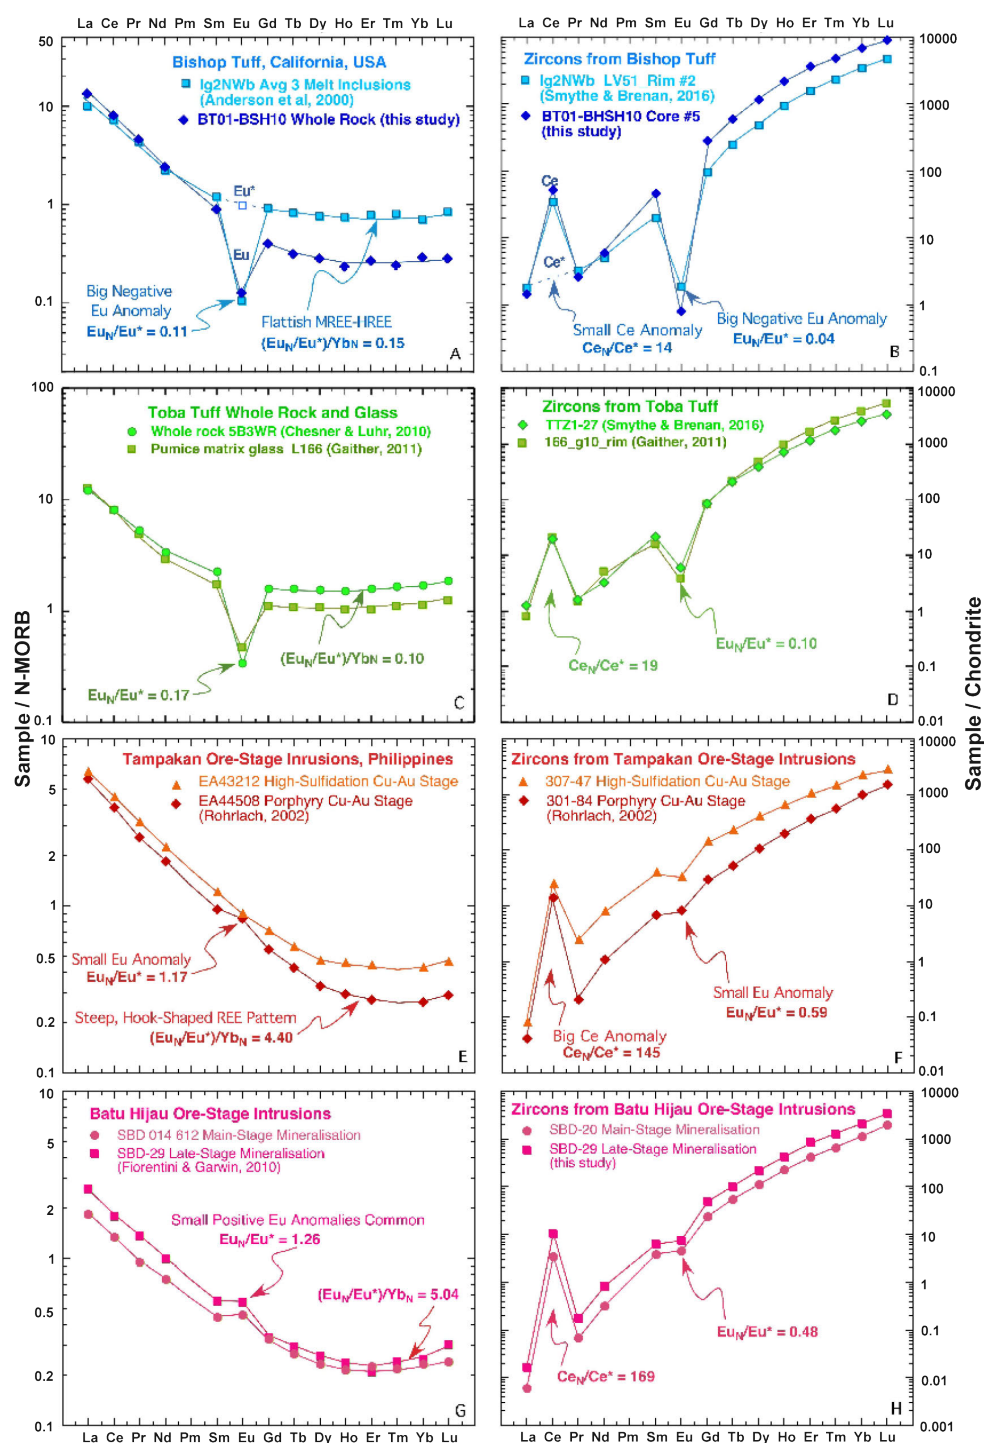 La Ce Pr Nd Pm Sm Eu Gd Tb Dy Ho Er Tm Yb Lu
La Ce Pr Nd Pm Sm Eu Gd Tb Dy Ho Er Tm Yb Lu
Sample / N-MORB
Sample / Chondrite
50
10
1
0.1
Bishop Tuff, California, USA
Ig2NWb Avg 3 Melt Inclusions
(Anderson et al, 2000)
BT01-BSH10 Whole Rock (this study)
Eu*
Eu
Big Negative
Eu Anomaly
EuN/Eu* = 0.11
Flattish MREE-HREE
(EuN/Eu*)/YbN = 0.15
A
Zircons from Bishop Tuff
Ig2NWb LV51 Rim #2
(Smythe & Brenan, 2016)
BT01-BHSH10 Core #5
(this study)
Ce
Ce*
Small Ce Anomaly
CeN/Ce* = 14
Big Negative Eu Anomaly
EuN/Eu* = 0.04
B
10000
1000
100
10
1
0.1
100
10
1
0.1
Toba Tuff Whole Rock and Glass
Whole rock 5B3WR (Chesner & Luhr, 2010)
Pumice matrix glass L166 (Gaither, 2011)
(EuN/Eu*)/YbN = 0.10
EuN/Eu* = 0.17
C
Zircons from Toba Tuff
TTZ1-27 (Smythe & Brenan, 2016)
166_g10_rim (Gaither, 2011)
EuN/Eu* = 0.10
CeN/Ce* = 19
D
10000
1000
100
10
1
0.1
0.01
10
5
2
1
0.5
0.2
0.1
Tampakan Ore-Stage Inrusions, Philippines
EA43212 High-Sulfidation Cu-Au Stage
EA44508 Porphyry Cu-Au Stage
(Rohrlach, 2002)
Small Eu Anomaly
EuN/Eu* = 1.17
Steep, Hook-Shaped REE Pattern
(EuN/Eu*)/YbN = 4.40
E
Zircons from Tampakan Ore-Stage Intrusions
307-47 High-Sulfidation Cu-Au Stage
301-84 Porphyry Cu-Au Stage
(Rohrlach, 2002)
Small Eu Anomaly
EuN/Eu* = 0.59
Big Ce Anomaly
CeN/Ce* = 145
F
10000
1000
100
10
1
0.1
0.01
10
5
2
1
0.5
0.2
0.1
Batu Hijau Ore-Stage Intrusions
SBD 014 612 Main-Stage Mineralisation
SBD-29 Late-Stage Mineralisation
(Fiorentini & Garwin, 2010)
Small Positive Eu Anomalies Common
EuN/Eu* = 1.26
(EuN/Eu*)/YbN = 5.04
G
Zircons from Batu Hijau Ore-Stage Intrusions
SBD-20 Main-Stage Mineralisation
SBD-29 Late-Stage Mineralisation
(this study)
EuN/Eu* = 0.48
CeN/Ce* = 169
H
10000
1000
100
10
1
0.1
0.01
0.001
La Ce Pr Nd Pm Sm Eu Gd Tb Dy Ho Er Tm Yb Lu
La Ce Pr Nd Pm Sm Eu Gd Tb Dy Ho Er Tm Yb Lu